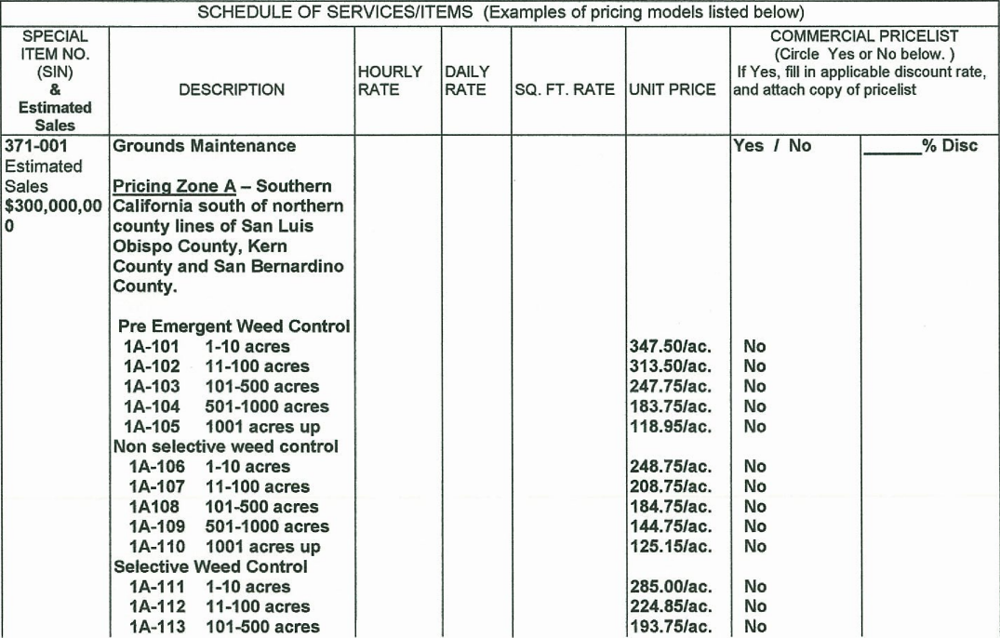 SCHEDULE OF SERVICES/ITEMS (Examples of pricing models listed below)
SPECIAL
ITEM NO.
(SIN)
&
Estimated
Sales
DESCRIPTION
HOURLY
RATE
DAILY
RATE
SQ. FT. RATE
UNIT PRICE
COMMERCIAL PRICELIST
(Circle Yes or No below. )
If Yes, fill in applicable discount rate,
and attach copy of pricelist
371-001
Estimated
Sales
$300,000,00
0
Grounds Maintenance
Yes / No
______% Disc
Pricing Zone A – Southern
California south of northern
county lines of San Luis
Obispo County, Kern
County and San Bernardino
County.
Pre Emergent Weed Control
1A-101 1-10 acres 347.50/ac. No
1A-102 11-100 acres 313.50/ac. No
1A-103 101-500 acres 247.75/ac. No
1A-104 501-1000 acres 183.75/ac. No
1A-105 1001 acres up 118.95/ac. No
Non selective weed control
1A-106 1-10 acres 248.75/ac. No
1A-107 11-100 acres 208.75/ac. No
1A108 101-500 acres 184.75/ac. No
1A-109 501-1000 acres 144.75/ac. No
1A-110 1001 acres up 125.15/ac. No
Selective Weed Control
1A-111 1-10 acres 285.00/ac. No
1A-112 11-100 acres 224.85/ac. No
1A-113 101-500 acres 193.75/ac. No